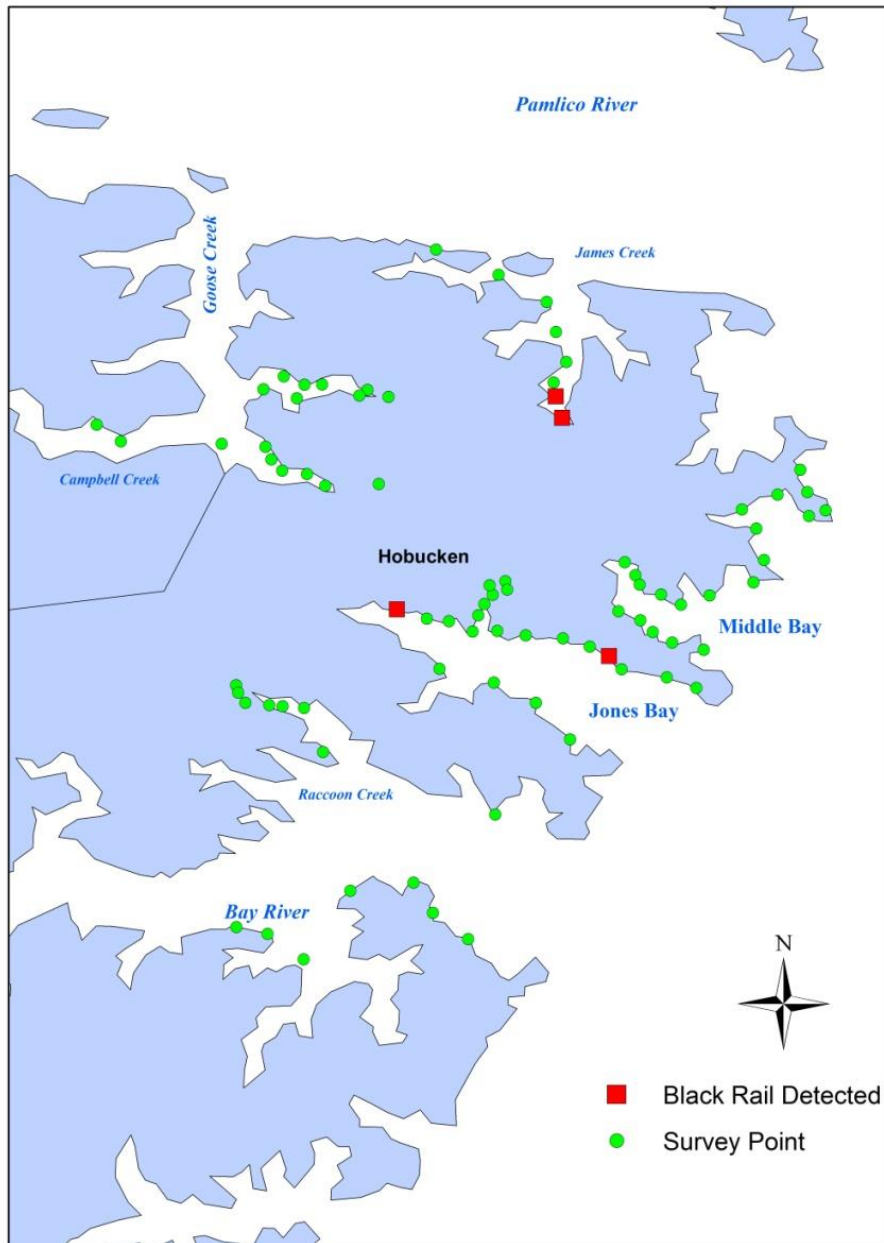 Pamlico River
Goose Creek
James Creek
Campbell Creek
Hobucken
Middle Bay
Jones Bay
Raccoon Creek
Bay River
N
Black Rail Detected
Survey Point